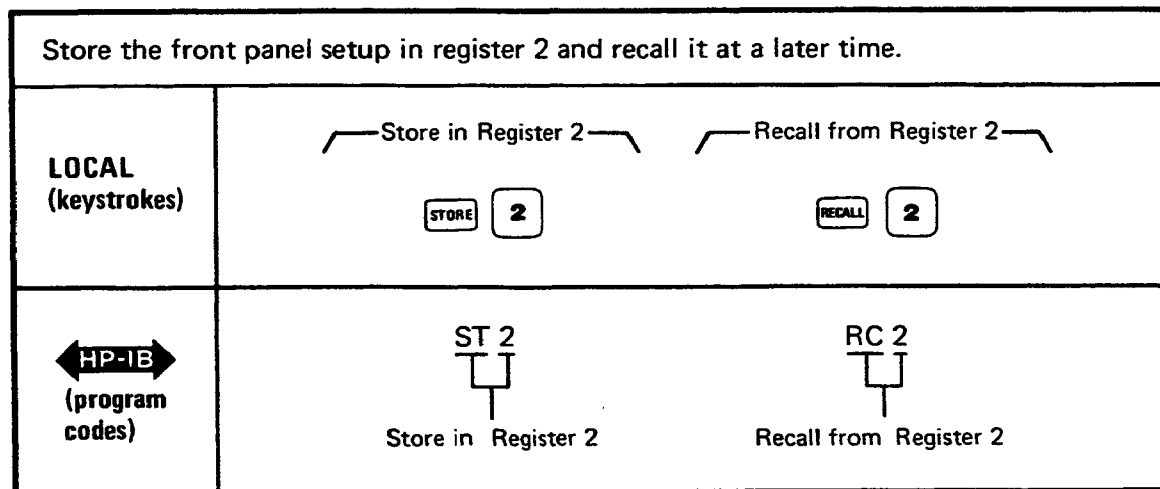 Store the front panel setup in register 2 and recall it at a later time.
LOCAL
(keystrokes)
Store in Register 2
Recall from Register 2
STORE 2
RECALL 2
HP-IB
(program
codes)
ST 2
RC 2
Store in Register 2
Recall from Register 2